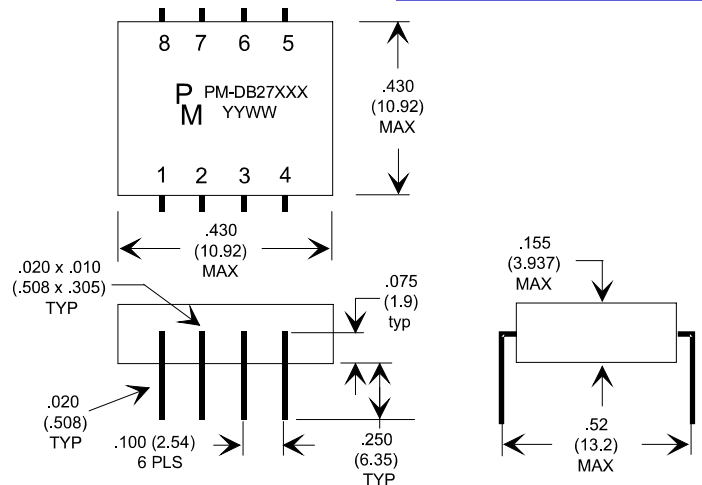 8 7 6 5
P PM-DB27XXX
M YYWW
1 2 3 4
.430
(10.92)
MAX
.430
(10.92)
MAX
.020 x .010
(.508 x .305)
TYP
.075
(1.9)
typ
.155
(3.937)
MAX
.020
(.508)
TYP
.100 (2.54)
6 PLS
.250
(6.35)
TYP
.52
(13.2)
MAX